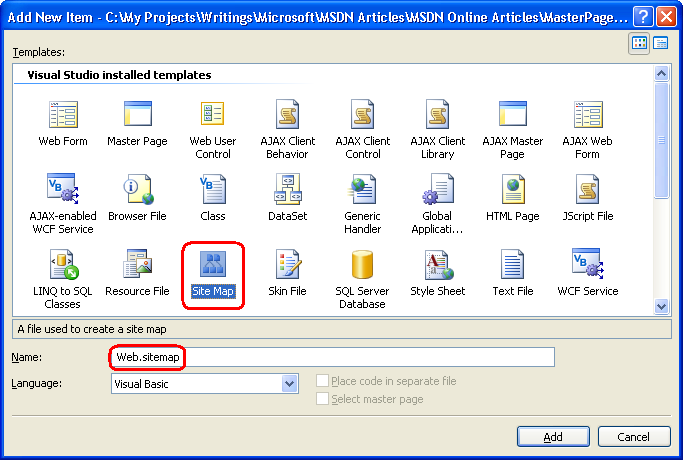 Add New Item - C:\My Projects\Writings\Microsoft\MSDN Articles\MSDN Online Articles\MasterPage...
Templates:
Visual Studio installed templates
Web Form
Master Page
Web User
Control
AJAX Client
Behavior
AJAX Client
Control
AJAX Client
Library
AJAX Master
Page
AJAX Web
Form
AJAX-enabled
WCF Service
Browser File
Class
DataSet
Generic
Handler
Global
Applicati...
HTML Page
JScript File
LINQ to SQL
Classes
Resource File
Site Map
Skin File
SQL Server
Database
Style Sheet
Text File
WCF Service
A file used to create a site map
Name:
Web.sitemap
Language:
Visual Basic
Place code in separate file
Select master page
Add
Cancel